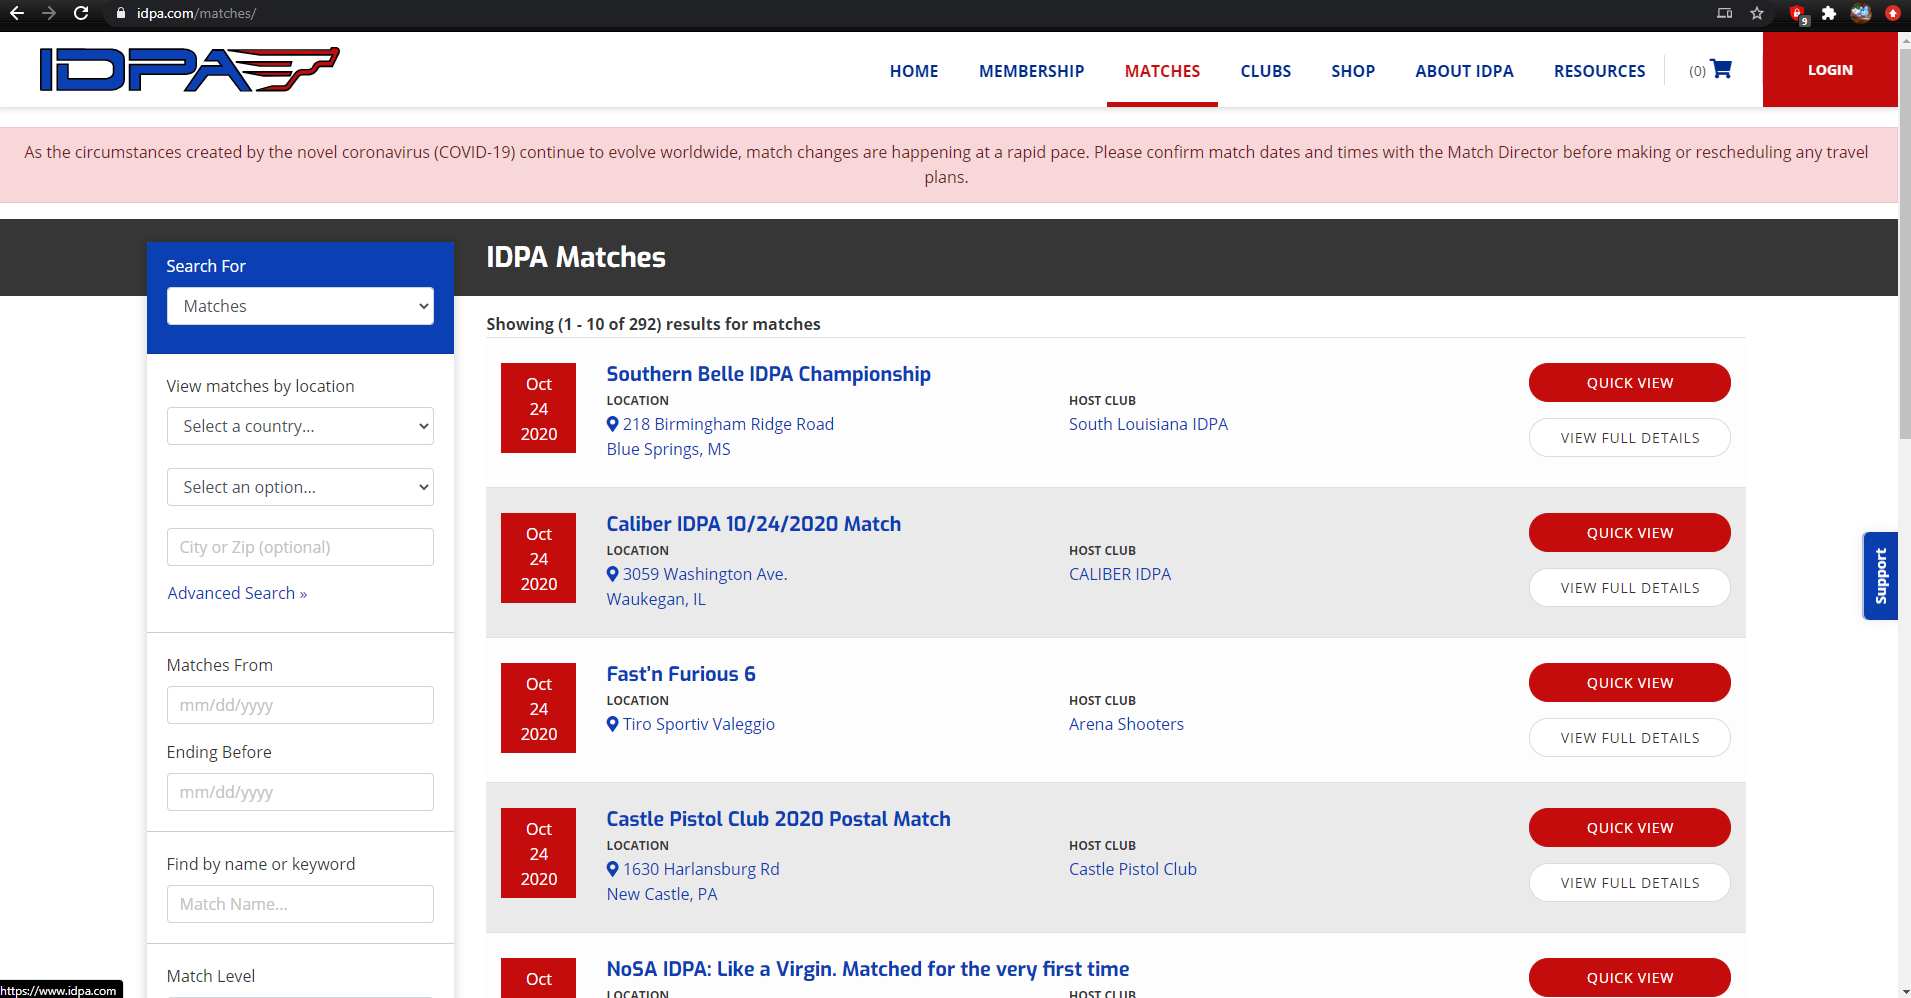 idpa.com/matches/
9
IDPA
HOME
MEMBERSHIP
MATCHES
CLUBS
SHOP
ABOUT IDPA
RESOURCES
(0)
LOGIN
As the circumstances created by the novel coronavirus (COVID-19) continue to evolve worldwide, match changes are happening at a rapid pace. Please confirm match dates and times with the Match Director before making or rescheduling any travel
plans.
Search For
Matches
View matches by location
Select a country...
Select an option...
City or Zip (optional)
Advanced Search »
Matches From
mm/dd/yyyy
Ending Before
mm/dd/yyyy
Find by name or keyword
Match Name...
Match Level
IDPA Matches
Showing (1 - 10 of 292) results for matches
Oct
24
2020
Southern Belle IDPA Championship
LOCATION
218 Birmingham Ridge Road
Blue Springs, MS
HOST CLUB
South Louisiana IDPA
QUICK VIEW
VIEW FULL DETAILS
Oct
24
2020
Caliber IDPA 10/24/2020 Match
LOCATION
3059 Washington Ave.
Waukegan, IL
HOST CLUB
CALIBER IDPA
QUICK VIEW
VIEW FULL DETAILS
Oct
24
2020
Fast’n Furious 6
LOCATION
Tiro Sportiv Valeggio
HOST CLUB
Arena Shooters
QUICK VIEW
VIEW FULL DETAILS
Oct
24
2020
Castle Pistol Club 2020 Postal Match
LOCATION
1630 Harlansburg Rd
New Castle, PA
HOST CLUB
Castle Pistol Club
QUICK VIEW
VIEW FULL DETAILS
Oct
NoSA IDPA: Like a Virgin. Matched for the very first time
LOCATION
HOST CLUB
QUICK VIEW
Support
https://www.idpa.com